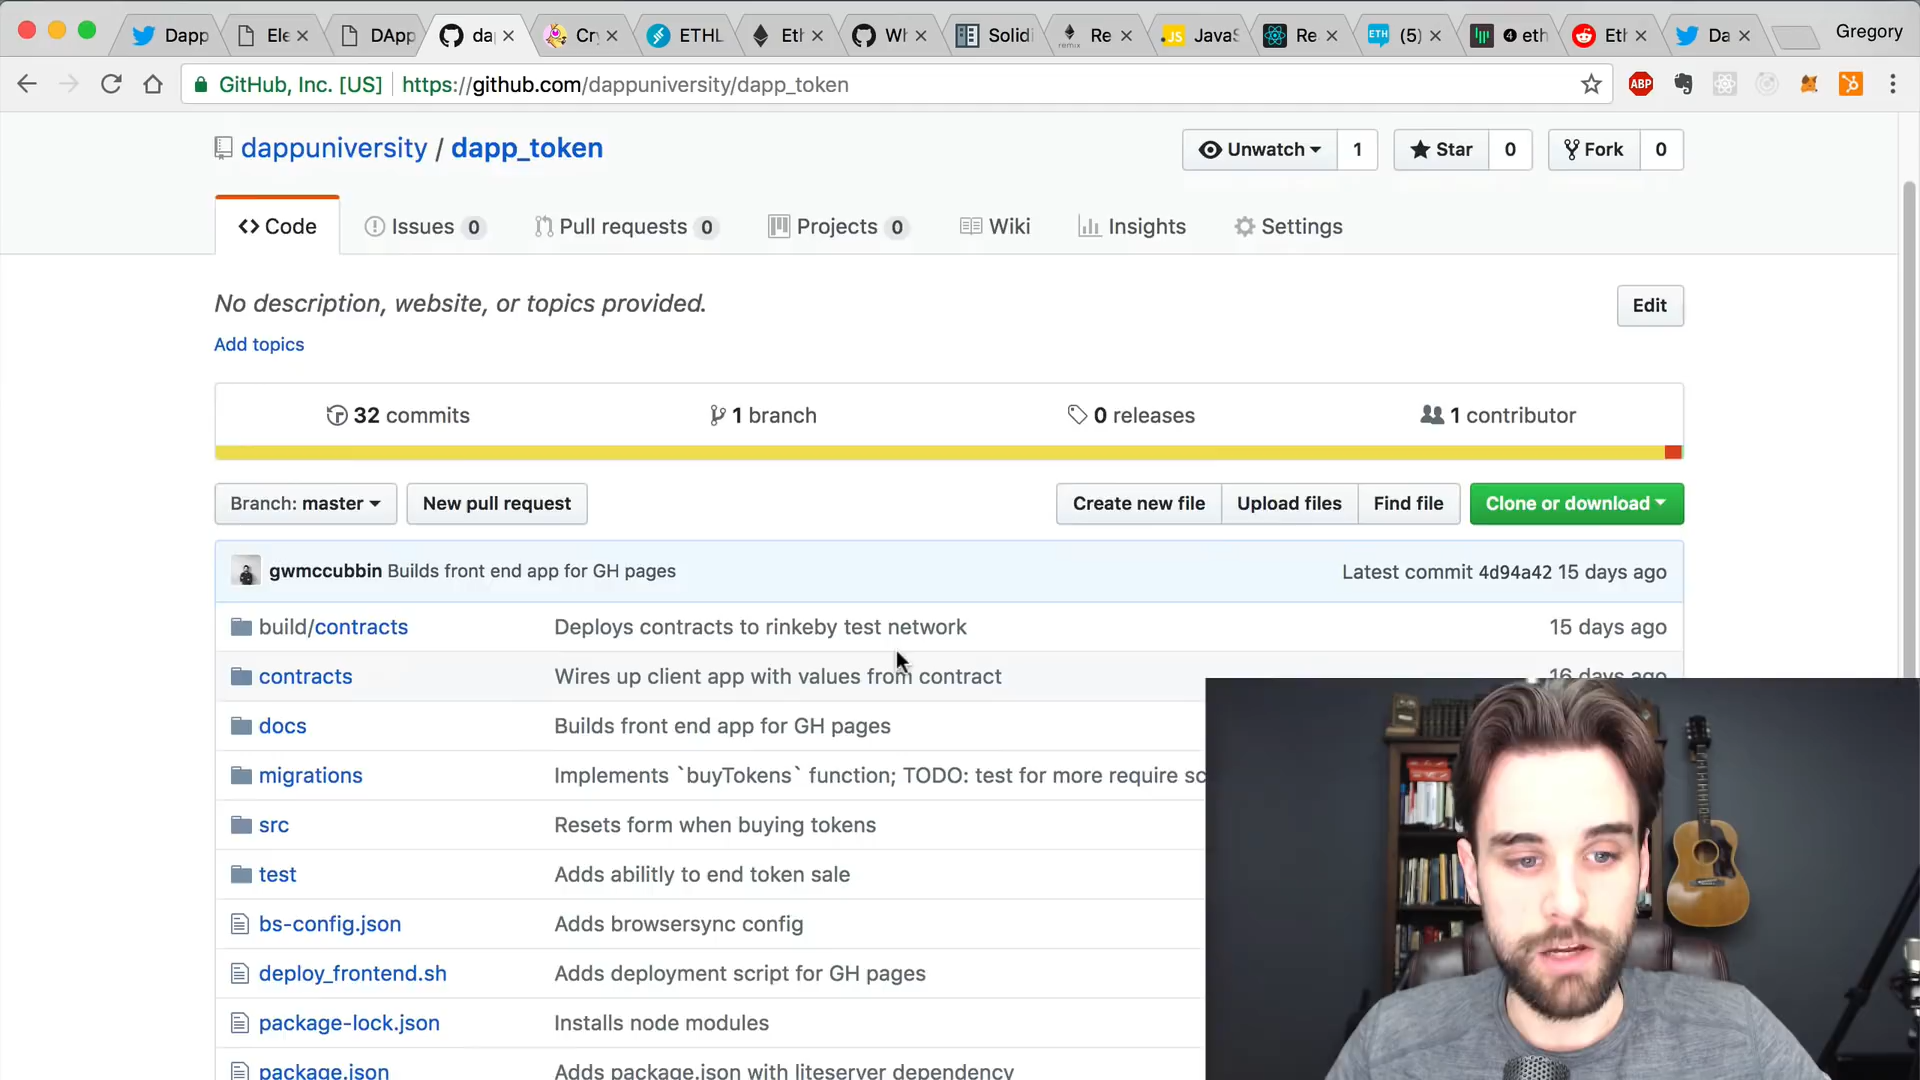 Dapp Ele DApp da Cry ETHL Eth Wh Solidi Re JavaS Re (5) 4 eth Eth Da Gregory
GitHub, Inc. [US] https://github.com/dappuniversity/dapp_token ABP
dappuniversity / dapp_token Unwatch 1 Star 0 Fork 0
Code Issues 0 Pull requests 0 Projects 0 Wiki Insights Settings
No description, website, or topics provided. Edit
Add topics
32 commits 1 branch 0 releases 1 contributor
Branch: master New pull request Create new file Upload files Find file Clone or download
gwmccubbin Builds front end app for GH pages Latest commit 4d94a42 15 days ago
build/contracts Deploys contracts to rinkeby test network 15 days ago
contracts Wires up client app with values from contract 16 days ago
docs Builds front end app for GH pages
migrations Implements `buyTokens` function; TODO: test for more require sc
src Resets form when buying tokens
test Adds abilitly to end token sale
bs-config.json Adds browsersync config
deploy_frontend.sh Adds deployment script for GH pages
package-lock.json Installs node modules
package.json Adds package.json with liteserver dependency